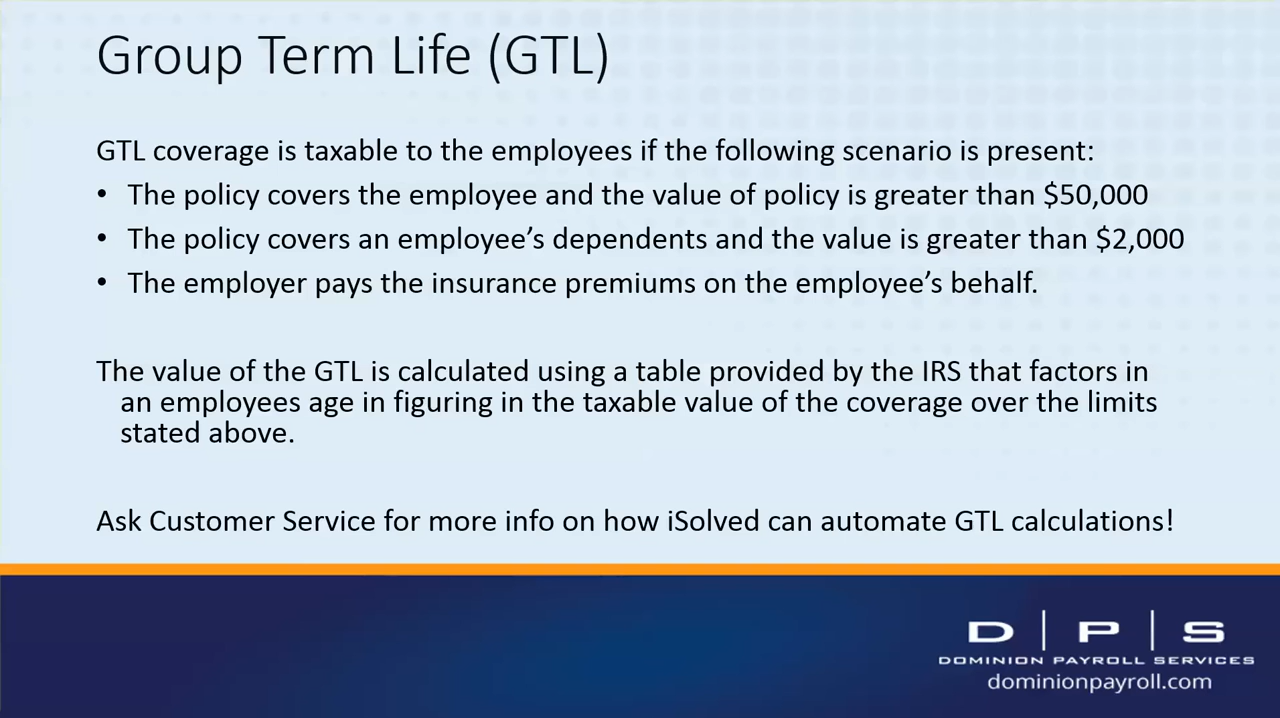 Group Term Life (GTL)
GTL coverage is taxable to the employees if the following scenario is present:
• The policy covers the employee and the value of policy is greater than $50,000
• The policy covers an employee’s dependents and the value is greater than $2,000
• The employer pays the insurance premiums on the employee’s behalf.
The value of the GTL is calculated using a table provided by the IRS that factors in
an employees age in figuring in the taxable value of the coverage over the limits
stated above.
Ask Customer Service for more info on how iSolved can automate GTL calculations!
D | P | S
DOMINION PAYROLL SERVICES
dominionpayroll.com